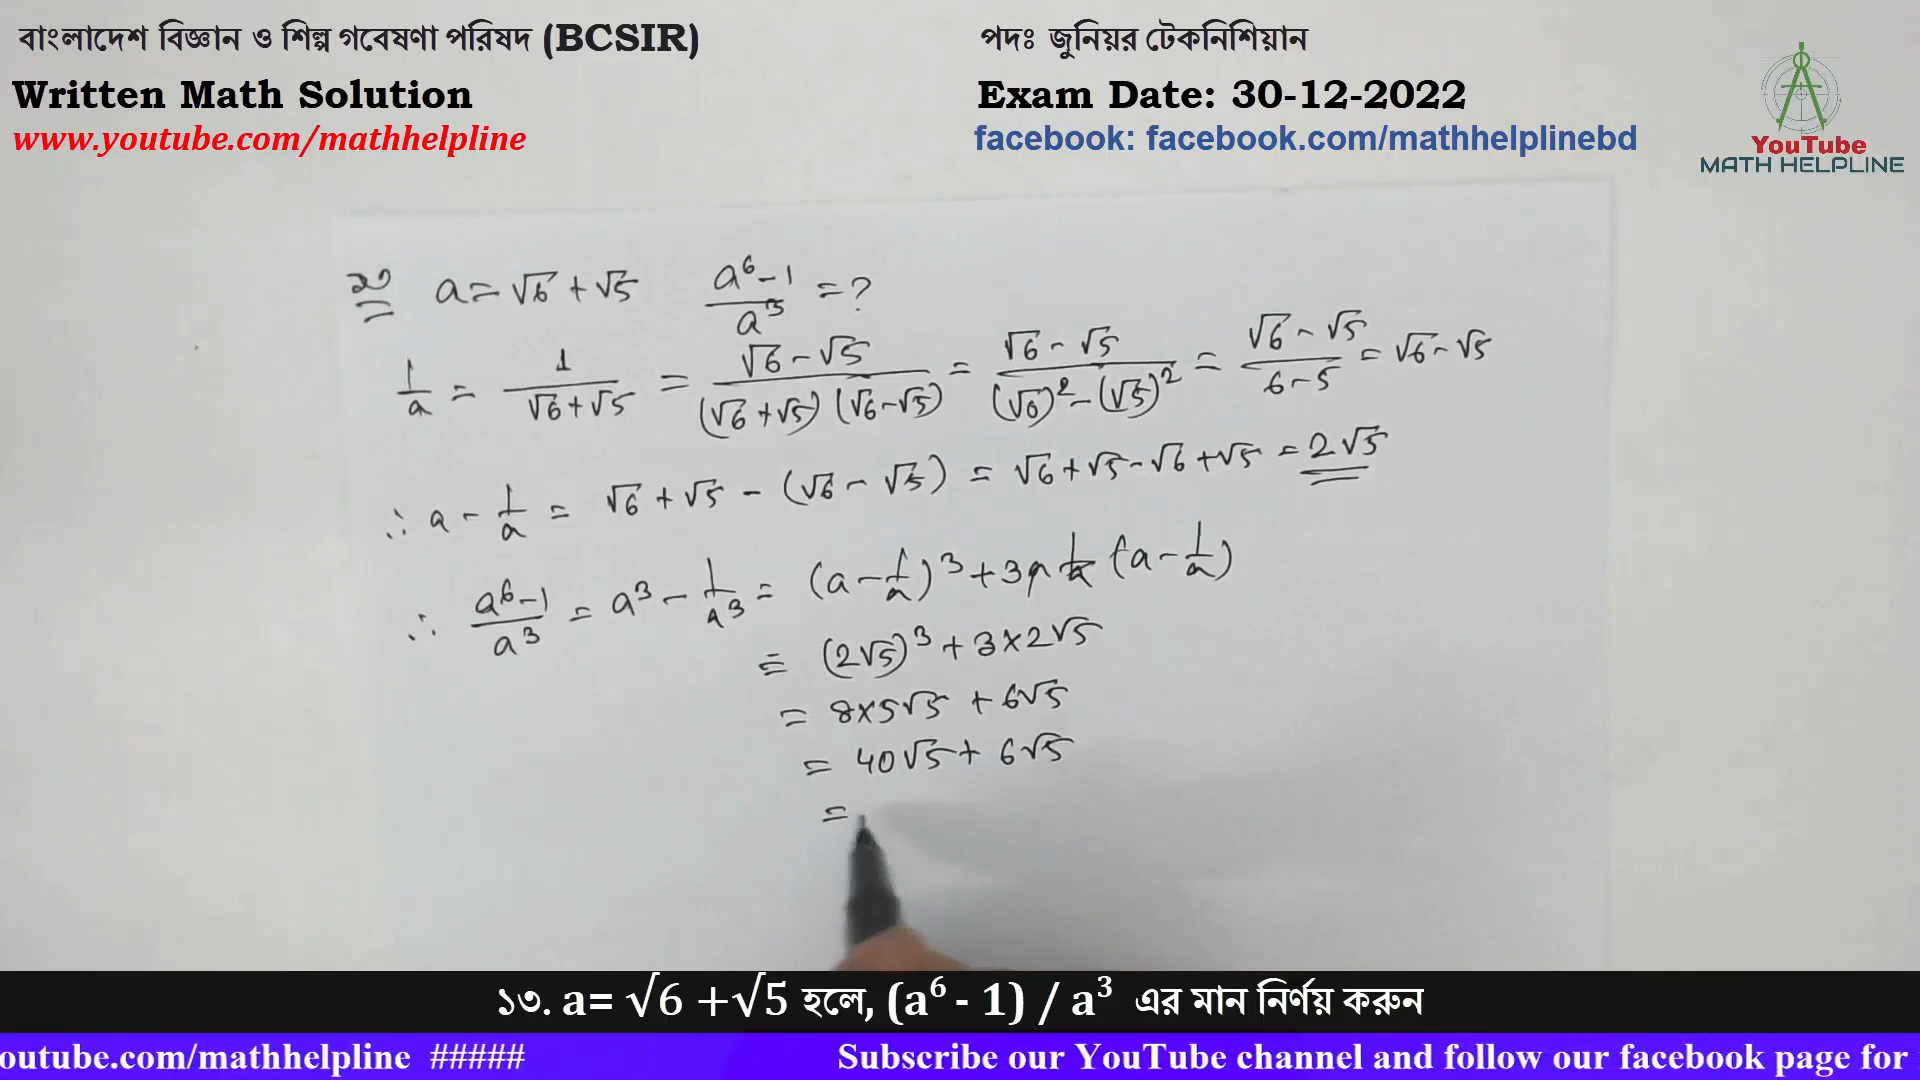 বাংলাদেশ বিজ্ঞান ও শিল্প গবেষণা পরিষদ (BCSIR)
পদঃ জুনিয়র টেকনিশিয়ান
Written Math Solution
Exam Date: 30-12-2022
www.youtube.com/mathhelpline
facebook: facebook.com/mathhelplinebd
YouTube
MATH HELPLINE
১৩ a = √6 + √5 (a⁶ - 1)/a³ = ?
1/a = 1/(√6+√5) = (√6 - √5)/((√6+√5)(√6-√5)) = (√6 - √5)/((√6)² - (√5)²) = (√6 - √5)/(6 - 5) = √6 - √5
∴ a - 1/a = √6 + √5 - (√6 - √5) = √6 + √5 - √6 + √5 = 2√5
∴ (a⁶-1)/a³ = a³ - 1/a³ = (a - 1/a)³ + 3a 1/a (a - 1/a)
= (2√5)³ + 3×2√5
= 8×5√5 + 6√5
= 40√5 + 6√5
=
১৩. a= √6 +√5 হলে, (a⁶ - 1) / a³ এর মান নির্ণয় করুন
outube.com/mathhelpline ##### Subscribe our YouTube channel and follow our facebook page for